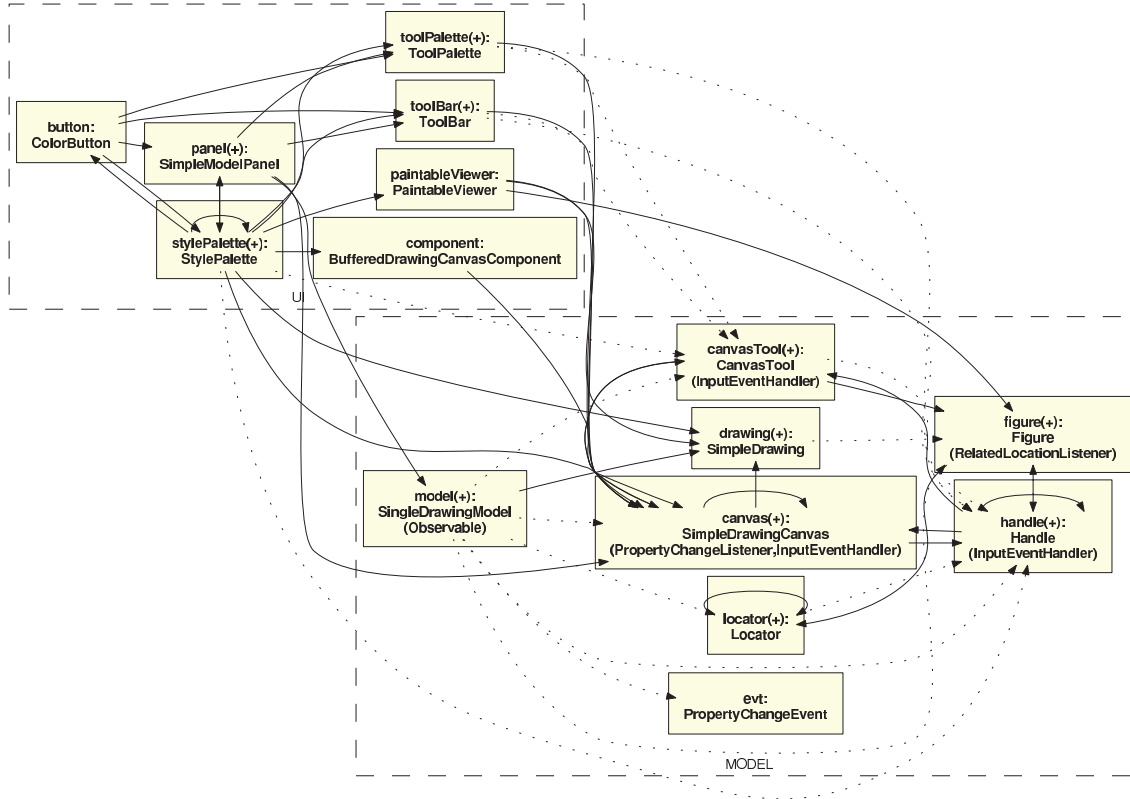 toolPalette(+):
ToolPalette
toolBar(+):
ToolBar
button:
ColorButton
panel(+):
SimpleModelPanel
paintableViewer:
PaintableViewer
stylePalette(+):
StylePalette
component:
BufferedDrawingCanvasComponent
UI
canvasTool(+):
CanvasTool
(InputEventHandler)
figure(+):
Figure
(RelatedLocationListener)
drawing(+):
SimpleDrawing
model(+):
SingleDrawingModel
(Observable)
canvas(+):
SimpleDrawingCanvas
(PropertyChangeListener,InputEventHandler)
handle(+):
Handle
(InputEventHandler)
locator(+):
Locator
evt:
PropertyChangeEvent
MODEL